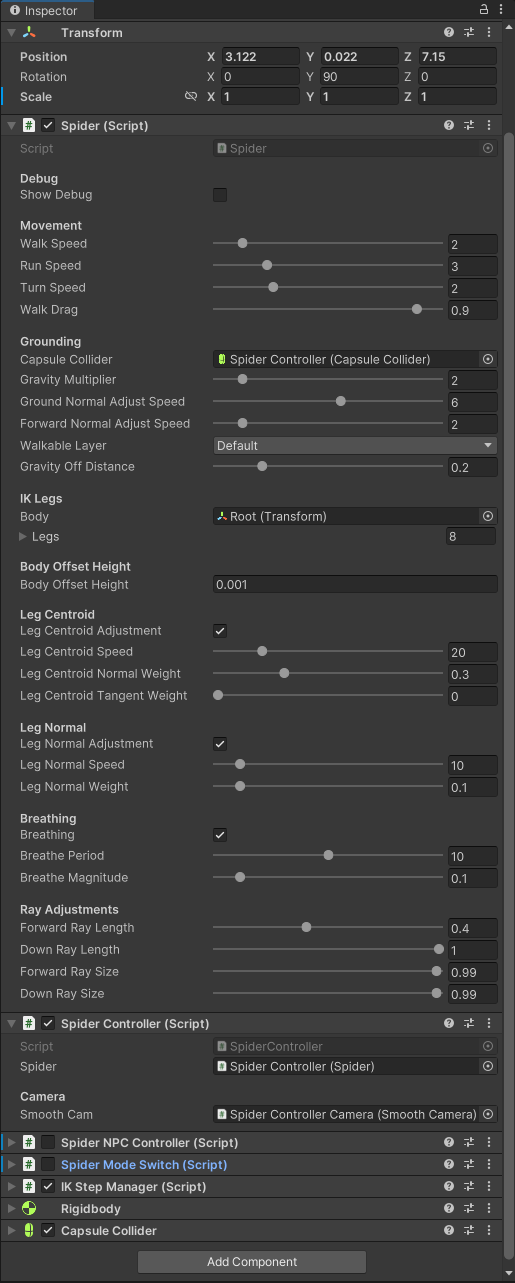 Inspector
Transform
Position X 3.122 Y 0.022 Z 7.15
Rotation X 0 Y 90 Z 0
Scale X 1 Y 1 Z 1
# Spider (Script)
Script # Spider
Debug
Show Debug
Movement
Walk Speed 2
Run Speed 3
Turn Speed 2
Walk Drag 0.9
Grounding
Capsule Collider Spider Controller (Capsule Collider)
Gravity Multiplier 2
Ground Normal Adjust Speed 6
Forward Normal Adjust Speed 2
Walkable Layer Default
Gravity Off Distance 0.2
IK Legs
Body Root (Transform)
Legs 8
Body Offset Height
Body Offset Height 0.001
Leg Centroid
Leg Centroid Adjustment
Leg Centroid Speed 20
Leg Centroid Normal Weight 0.3
Leg Centroid Tangent Weight 0
Leg Normal
Leg Normal Adjustment
Leg Normal Speed 10
Leg Normal Weight 0.1
Breathing
Breathing
Breathe Period 10
Breathe Magnitude 0.1
Ray Adjustments
Forward Ray Length 0.4
Down Ray Length 1
Forward Ray Size 0.99
Down Ray Size 0.99
# Spider Controller (Script)
Script # SpiderController
Spider # Spider Controller (Spider)
Camera
Smooth Cam # Spider Controller Camera (Smooth Camera)
# Spider NPC Controller (Script)
# Spider Mode Switch (Script)
# IK Step Manager (Script)
Rigidbody
Capsule Collider
Add Component